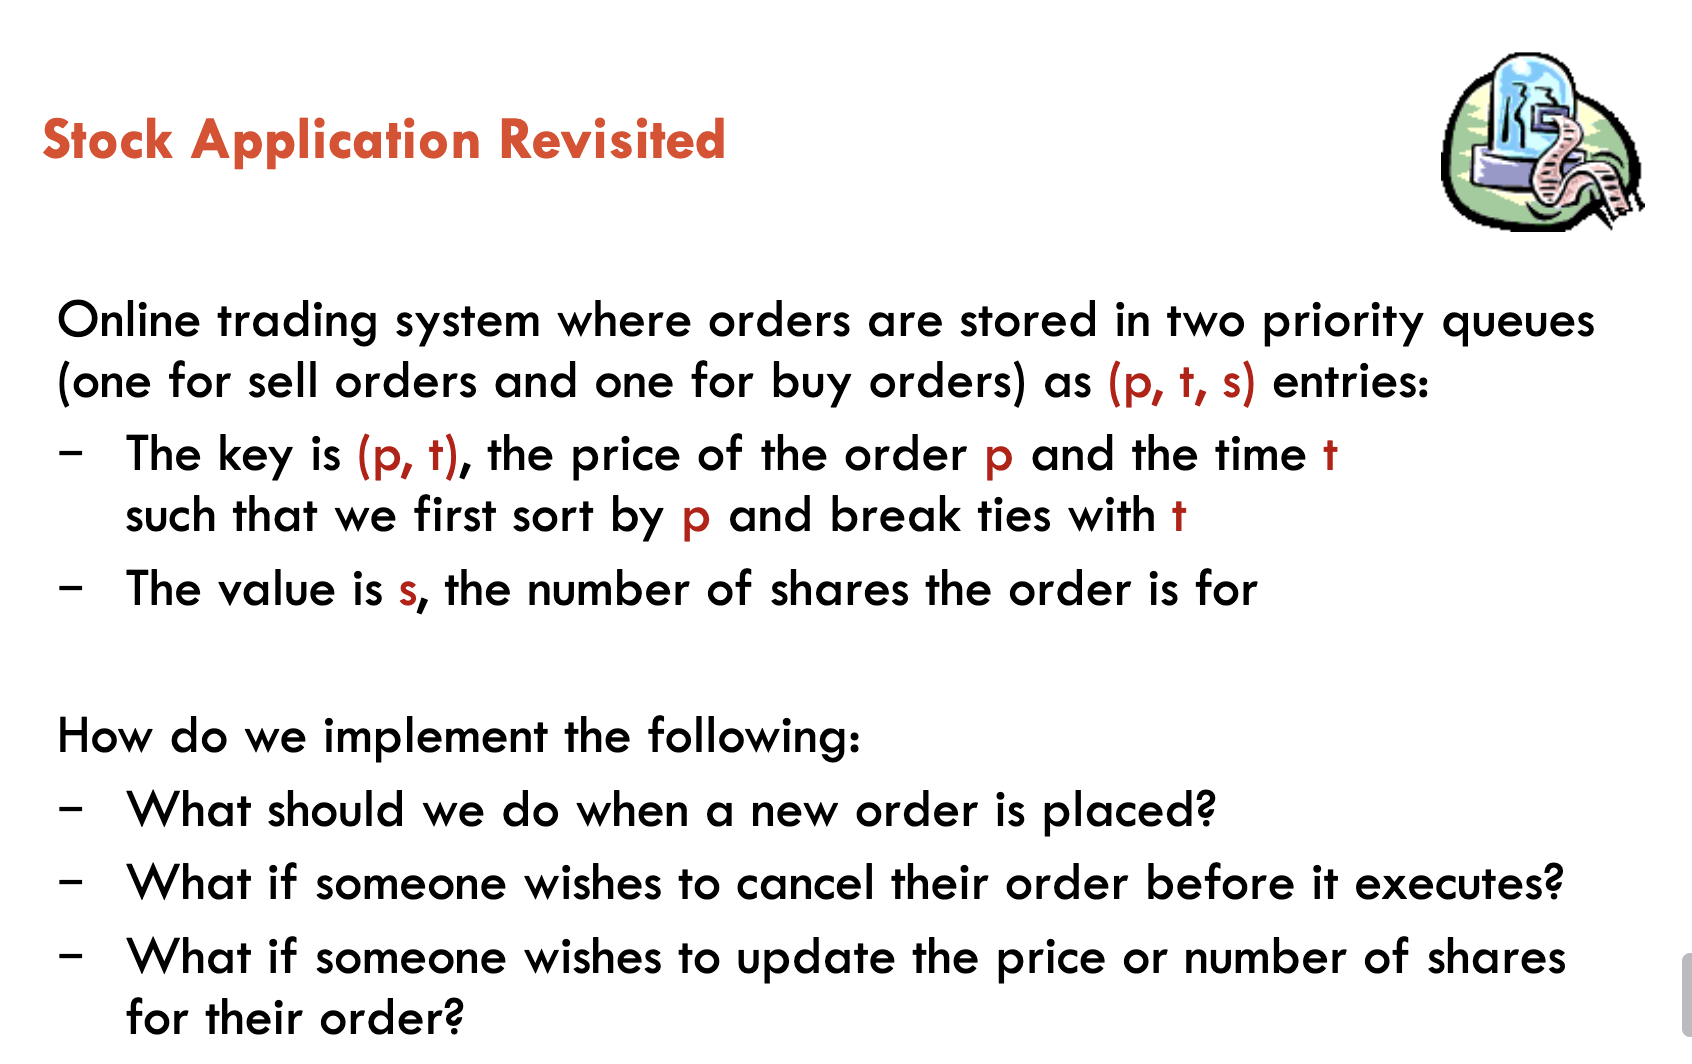 Stock Application Revisited
Online trading system where orders are stored in two priority queues
(one for sell orders and one for buy orders) as (p, t, s) entries:
– The key is (p, t), the price of the order p and the time t
such that we first sort by p and break ties with t
– The value is s, the number of shares the order is for
How do we implement the following:
– What should we do when a new order is placed?
– What if someone wishes to cancel their order before it executes?
– What if someone wishes to update the price or number of shares
for their order?